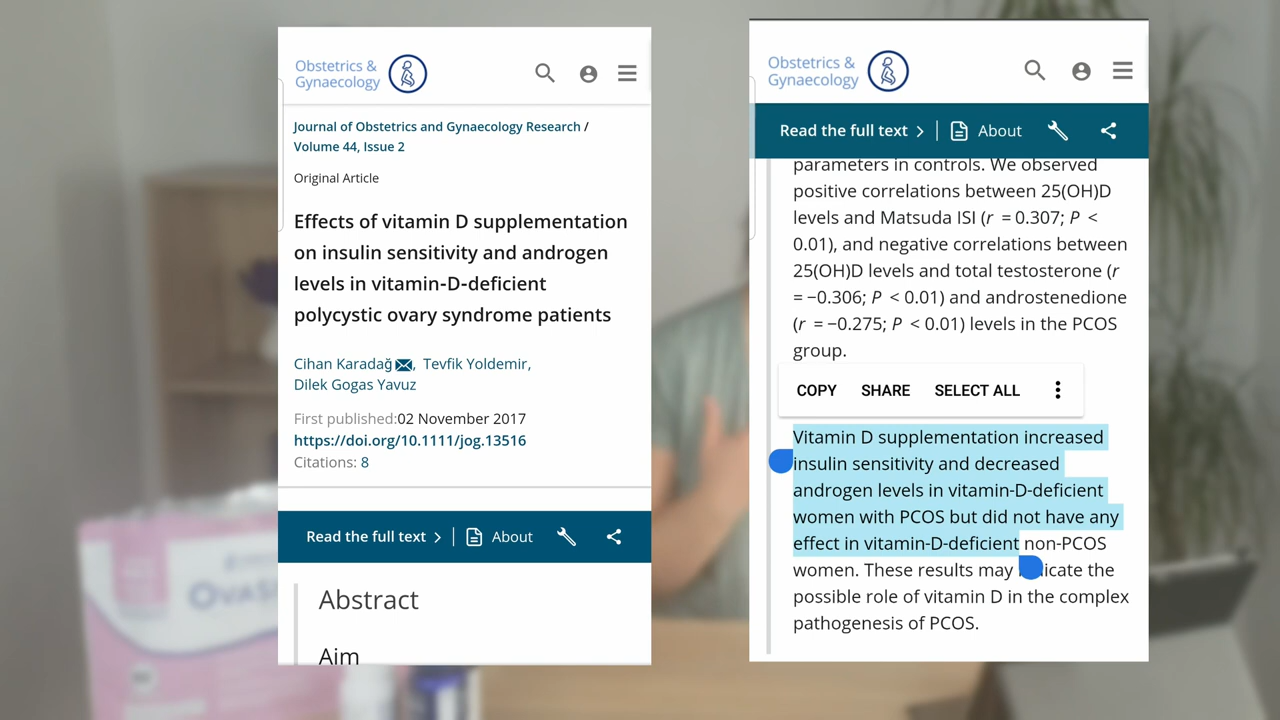 Obstetrics &
Gynaecology
Journal of Obstetrics and Gynaecology Research /
Volume 44, Issue 2
Original Article
Effects of vitamin D supplementation
on insulin sensitivity and androgen
levels in vitamin-D-deficient
polycystic ovary syndrome patients
Cihan Karadağ, Tevfik Yoldemir,
Dilek Gogas Yavuz
First published:02 November 2017
https://doi.org/10.1111/jog.13516
Citations: 8
Read the full text > | About
Abstract
Aim
Obstetrics &
Gynaecology
Read the full text > | About
parameters in controls. We observed
positive correlations between 25(OH)D
levels and Matsuda ISI (r = 0.307; P <
0.01), and negative correlations between
25(OH)D levels and total testosterone (r
= −0.306; P < 0.01) and androstenedione
(r = −0.275; P < 0.01) levels in the PCOS
group.
COPY SHARE SELECT ALL
Vitamin D supplementation increased
insulin sensitivity and decreased
androgen levels in vitamin-D-deficient
women with PCOS but did not have any
effect in vitamin-D-deficient non-PCOS
women. These results may the
possible role of vitamin D in the complex
pathogenesis of PCOS.